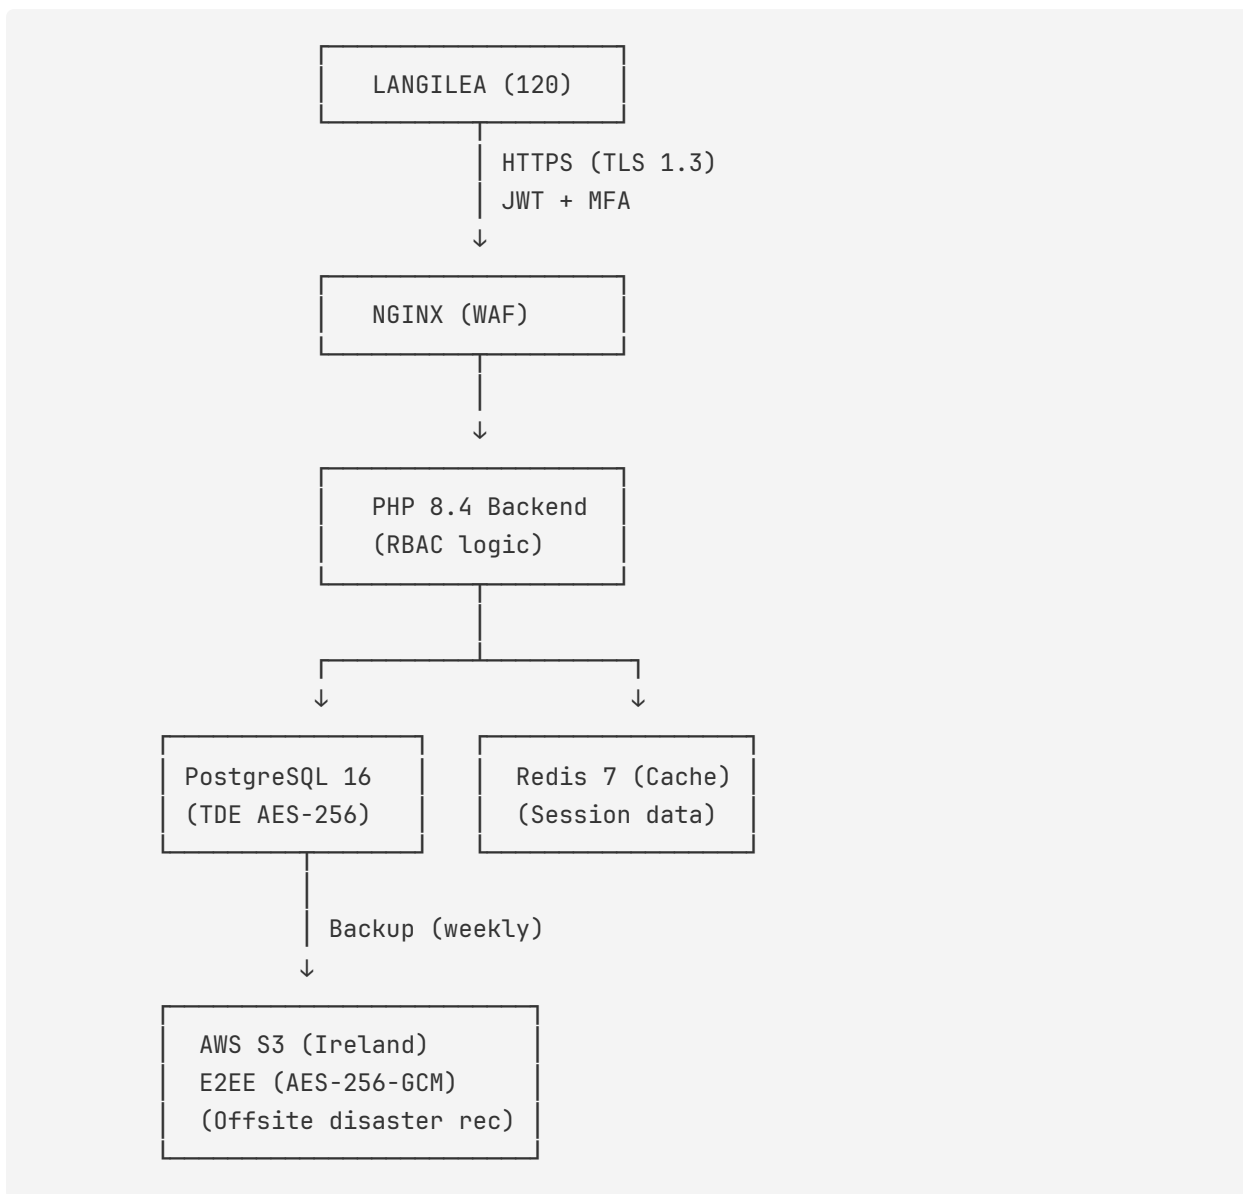 LANGILEA (120)
HTTPS (TLS 1.3)
JWT + MFA
NGINX (WAF)
PHP 8.4 Backend
(RBAC logic)
PostgreSQL 16
(TDE AES-256)
Redis 7 (Cache)
(Session data)
Backup (weekly)
AWS S3 (Ireland)
E2EE (AES-256-GCM)
(Offsite disaster rec)